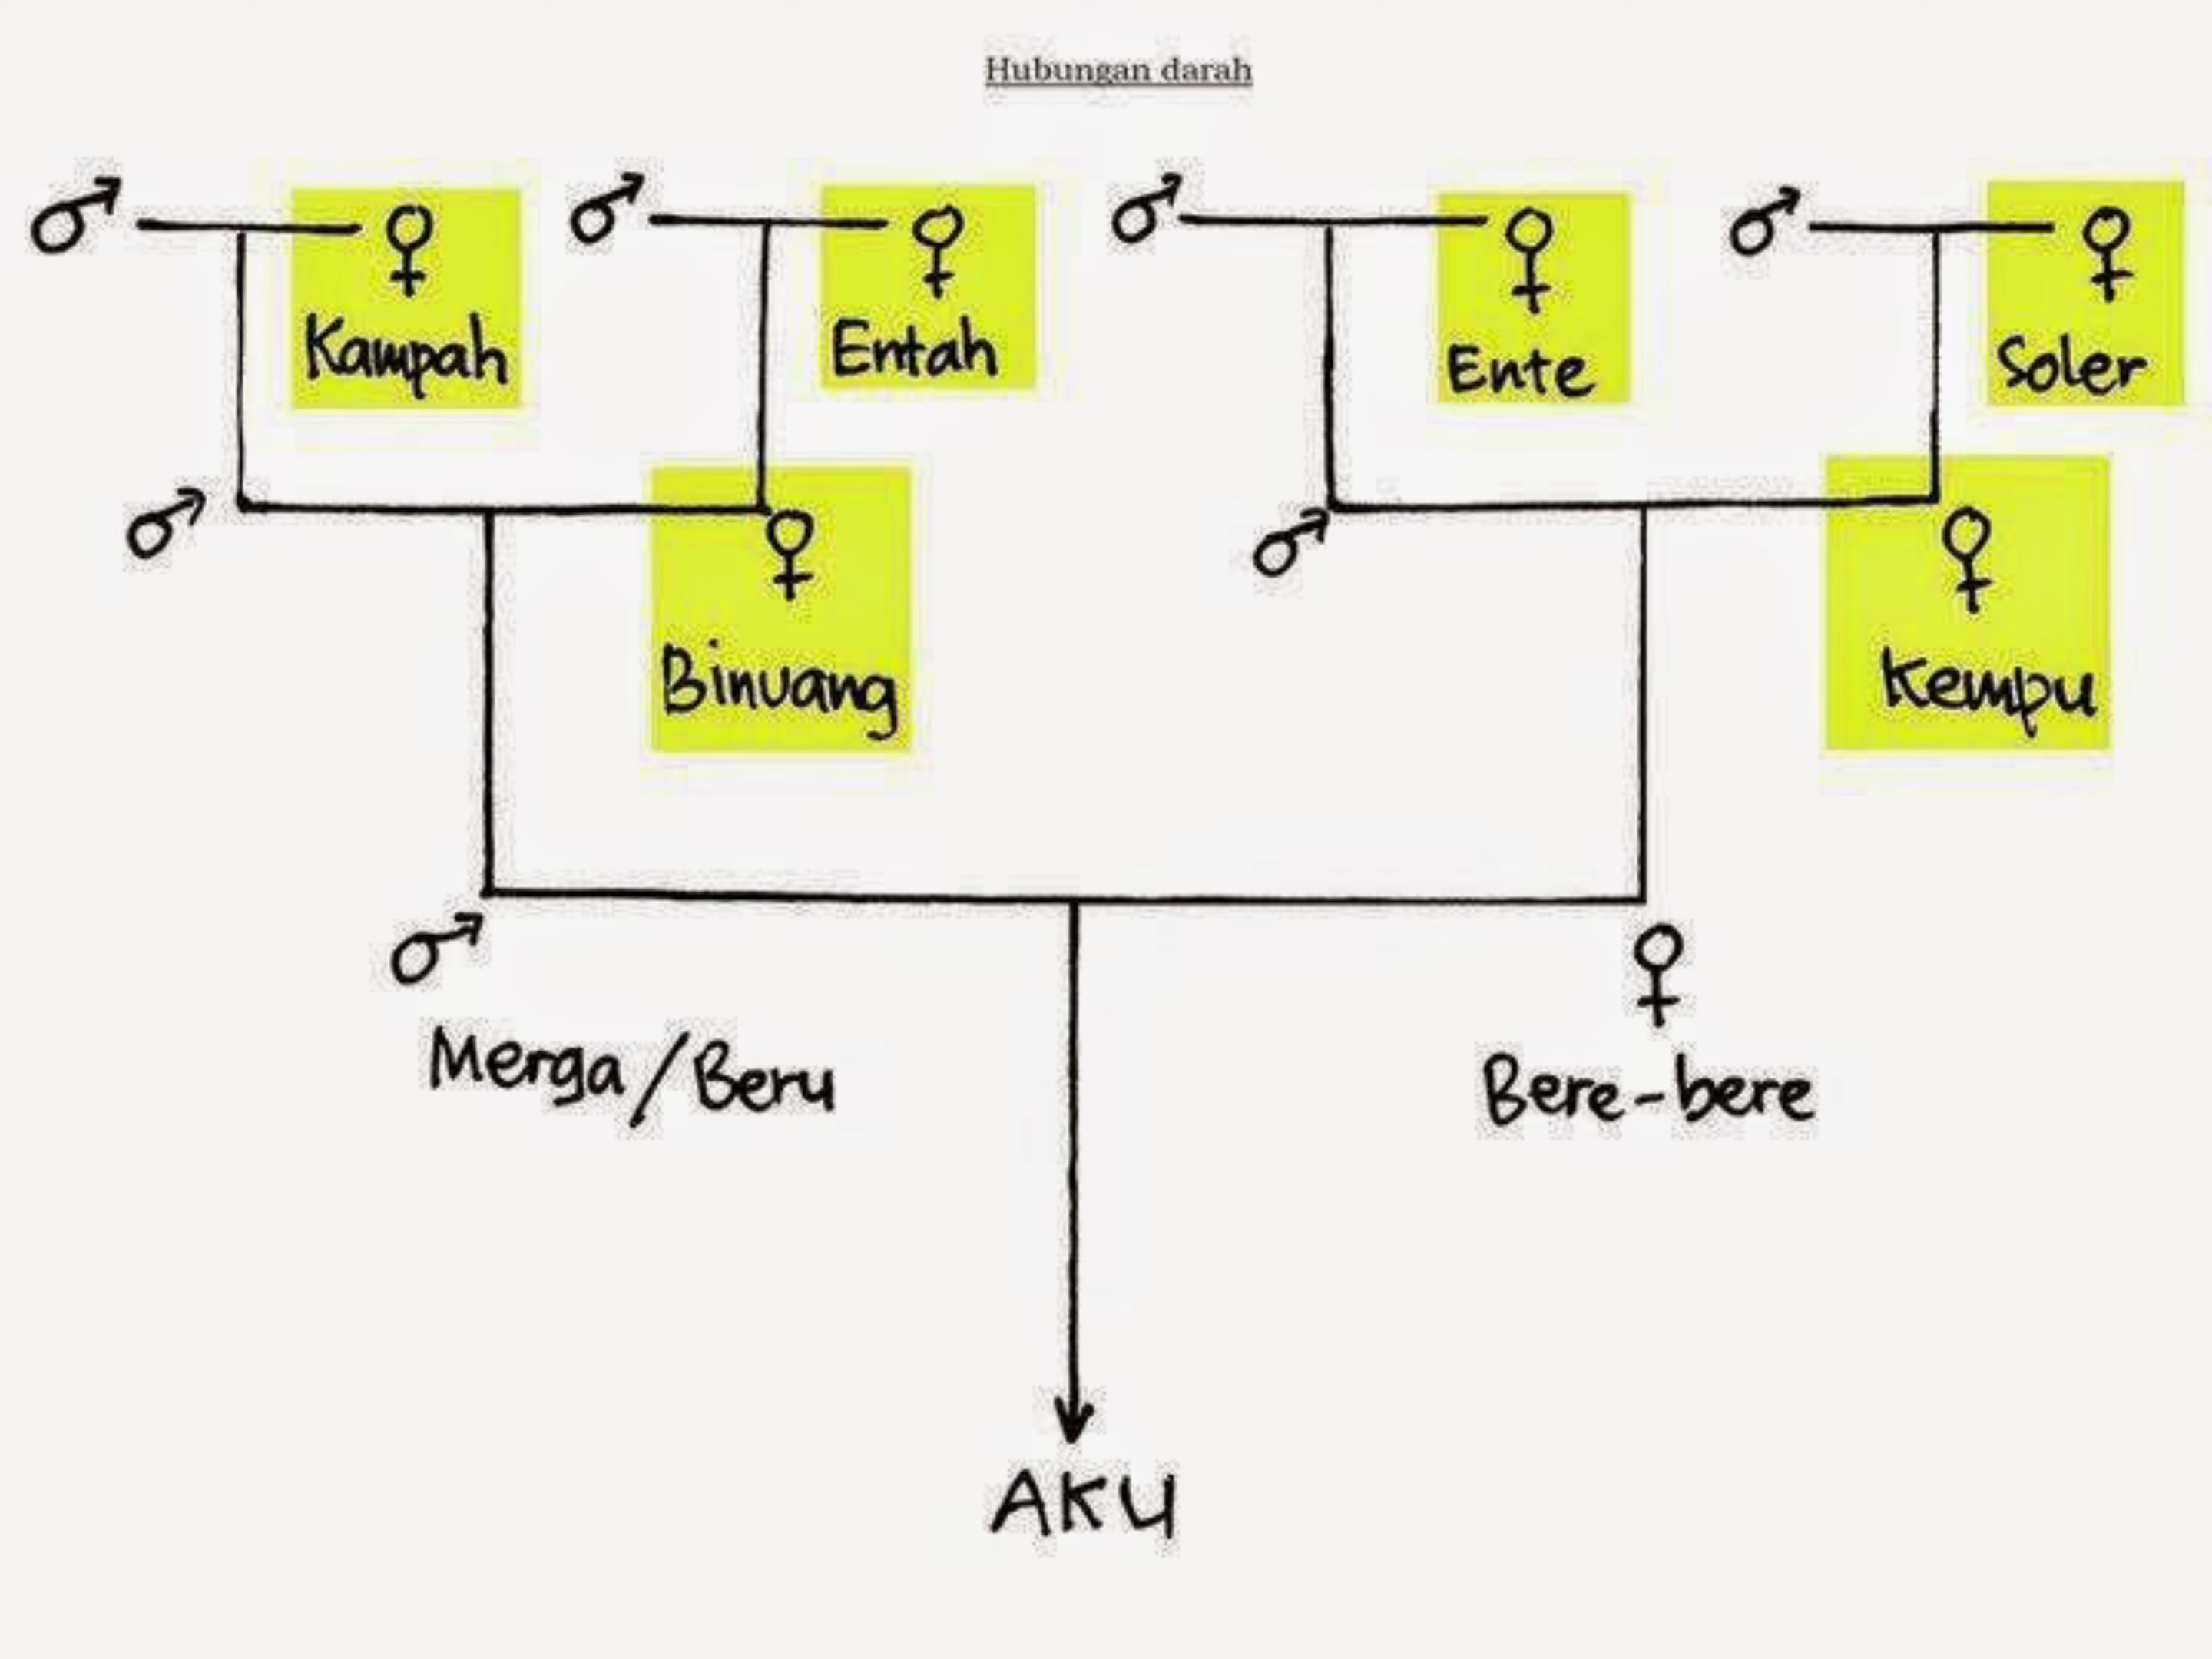 Hubungan darah
Kampah
Entah
Ente
Soler
Binuang
Kempu
Merga/Beru
Bere-bere
AKU